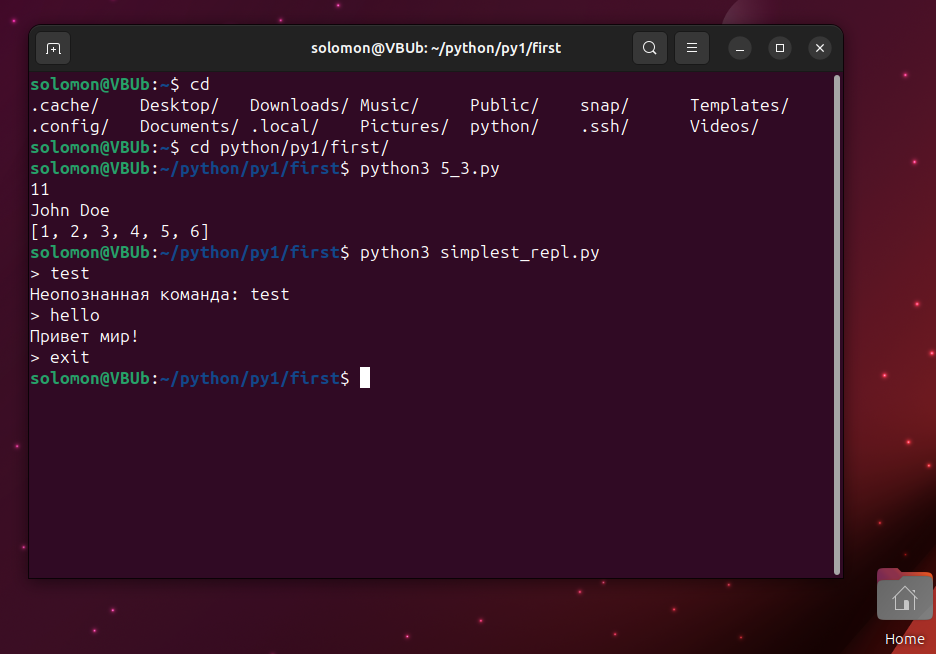 solomon@VBUb: ~/python/py1/first
solomon@VBUb:~$ cd
.cache/    Desktop/   Downloads/ Music/     Public/    snap/      Templates/
.config/   Documents/ .local/    Pictures/  python/    .ssh/      Videos/
solomon@VBUb:~$ cd python/py1/first/
solomon@VBUb:~/python/py1/first$ python3 5_3.py
11
John Doe
[1, 2, 3, 4, 5, 6]
solomon@VBUb:~/python/py1/first$ python3 simplest_repl.py
> test
Неопознанная команда: test
> hello
Привет мир!
> exit
solomon@VBUb:~/python/py1/first$
Home